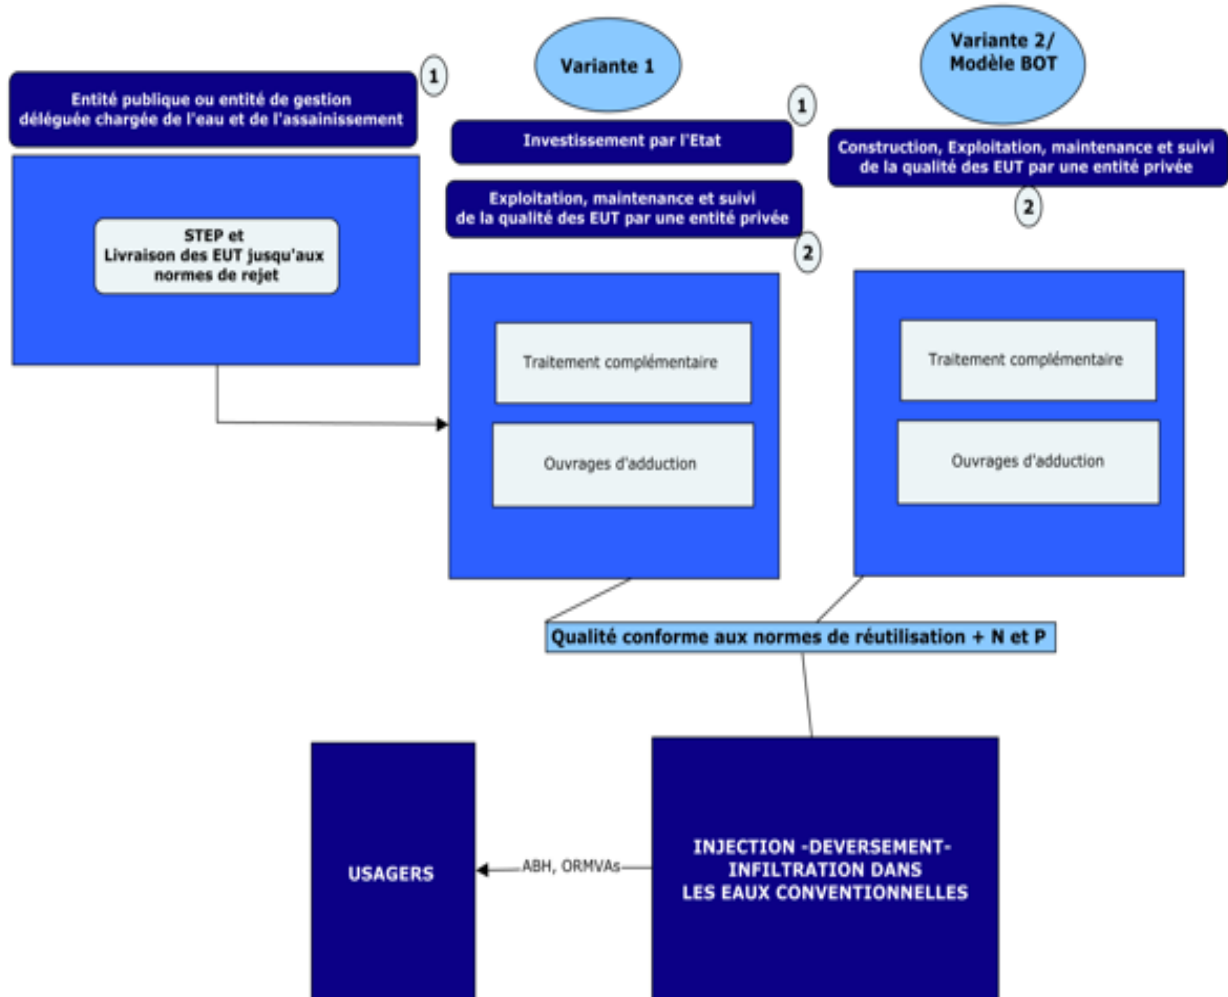 1
Entité publique ou entité de gestion
déléguée chargée de l'eau et de l'assainissement
STEP et
Livraison des EUT jusqu'aux
normes de rejet
Variante 1
1
Investissement par l'Etat
Exploitation, maintenance et suivi
de la qualité des EUT par une entité privée
2
Traitement complémentaire
Ouvrages d'adduction
Variante 2/
Modèle BOT
Construction, Exploitation, maintenance et suivi
de la qualité des EUT par une entité privée
2
Traitement complémentaire
Ouvrages d'adduction
Qualité conforme aux normes de réutilisation + N et P
USAGERS
ABH, ORMVAs
INJECTION -DEVERSEMENT-
INFILTRATION DANS
LES EAUX CONVENTIONNELLES